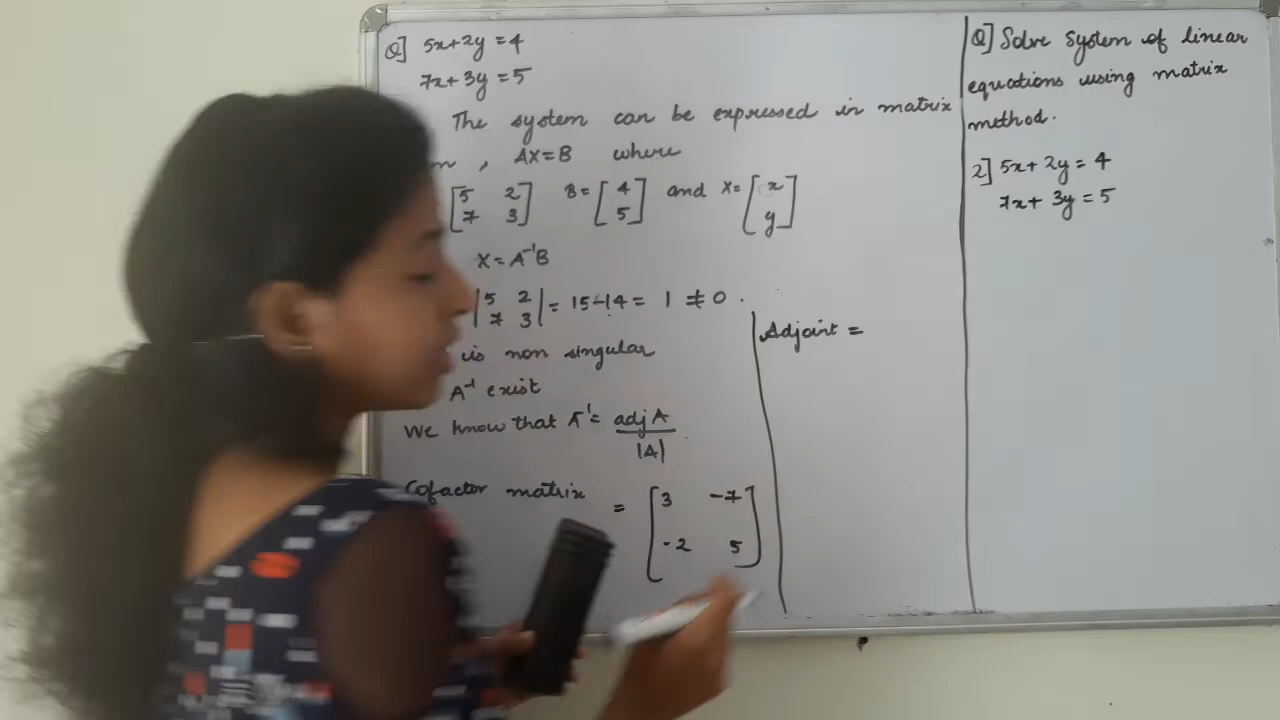 Q] 5x+2y=4
7x+3y=5
The system can be expressed in matrix
, AX=B where
[5 2 7 3] B=[4 5] and X=[x y]
X=A⁻¹B
|5 2 7 3| = 15-14 = 1 ≠ 0.
is non singular
A⁻¹ exist
We know that A⁻¹= adj A
|A|
Cofactor matrix = [3 -7 -2 5]
Adjoint =
Q] Solve system of linear
equations using matrix
method.
2] 5x+2y=4
7x+3y=5